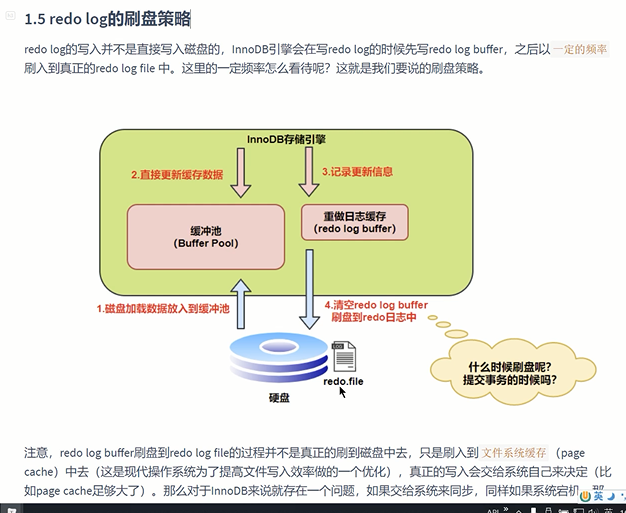 1.5 redo log的刷盘策略
redo log的写入并不是直接写入磁盘的，InnoDB引擎会在写redo log的时候先写redo log buffer，之后以 一定的频率
刷入到真正的redo log file 中。这里的一定频率怎么看待呢？这就是我们要说的刷盘策略。
InnoDB存储引擎
2.直接更新缓存数据
3.记录更新信息
缓冲池
（Buffer Pool）
重做日志缓存
（redo log buffer）
1.磁盘加载数据放入到缓冲池
4.清空redo log buffer
刷盘到redo日志中
什么时候刷盘呢？
提交事务的时候吗？
redo.file
硬盘
注意，redo log buffer刷盘到redo log file的过程并不是真正的刷到磁盘中去，只是刷入到 文件系统缓存 （page
cache）中去（这是现代操作系统为了提高文件写入效率做的一个优化），真正的写入会交给系统自己来决定（比
如page cache足够大了）。那么对于InnoDB来说就存在一个问题，如果交给系统来同步，同样如果系统宕机，那
英